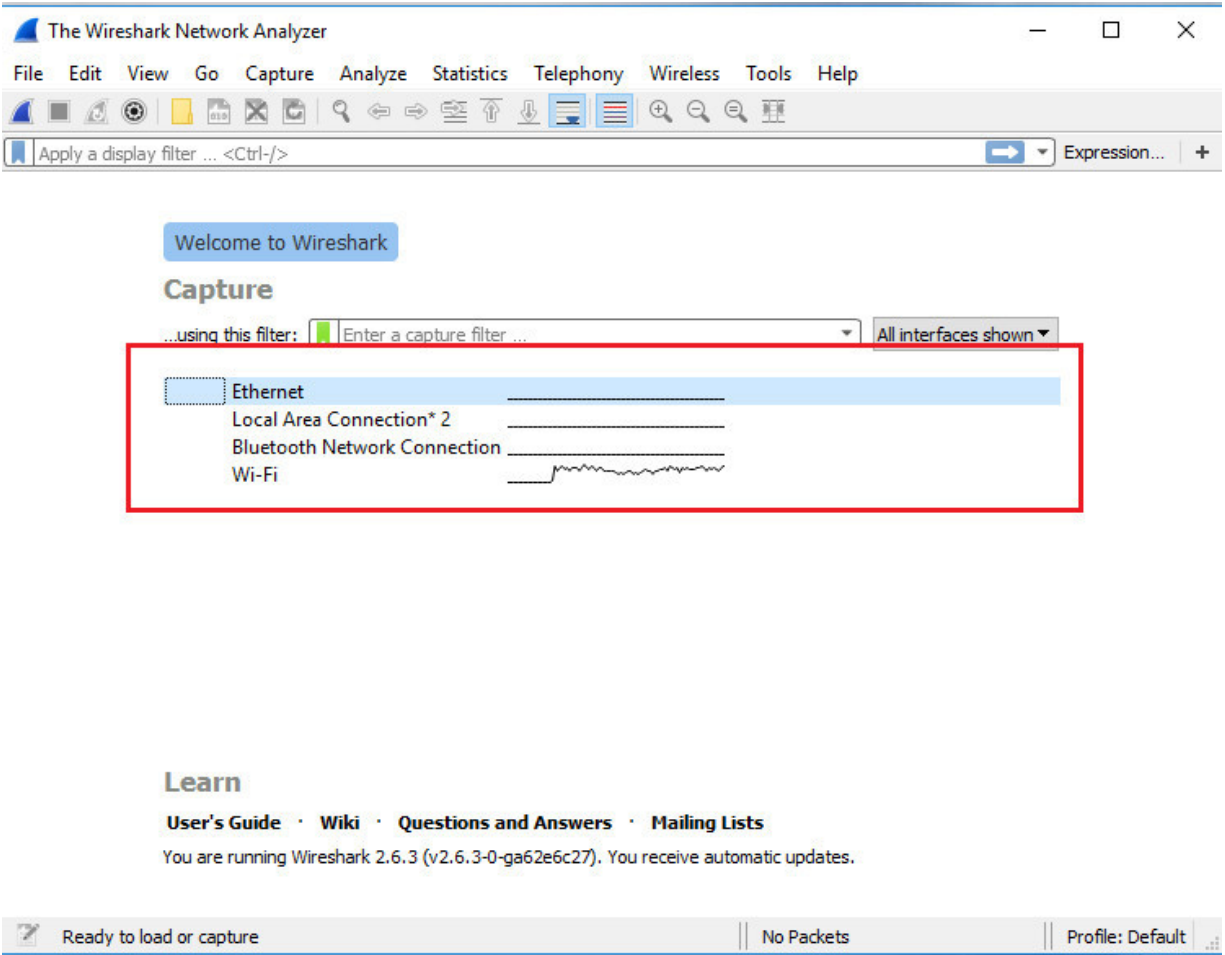 The Wireshark Network Analyzer
File Edit View Go Capture Analyze Statistics Telephony Wireless Tools Help
Apply a display filter ... <Ctrl-/> Expression... +
Welcome to Wireshark
Capture
...using this filter: Enter a capture filter ... All interfaces shown
Ethernet
Local Area Connection* 2
Bluetooth Network Connection
Wi-Fi
Learn
User's Guide · Wiki · Questions and Answers · Mailing Lists
You are running Wireshark 2.6.3 (v2.6.3-0-ga62e6c27). You receive automatic updates.
Ready to load or capture No Packets Profile: Default